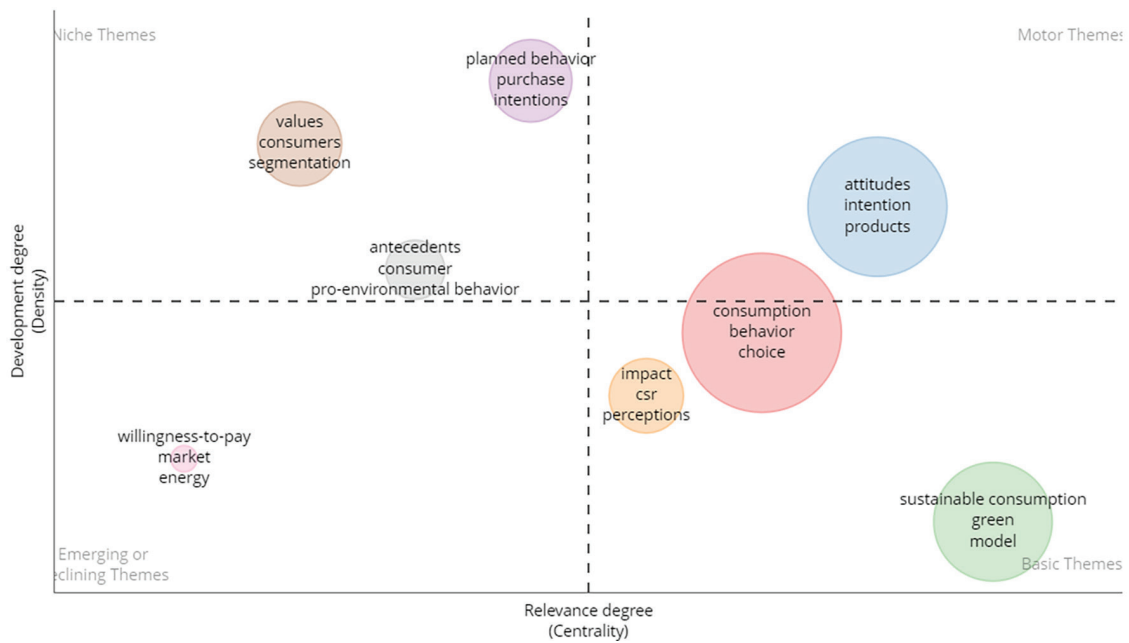 Niche Themes
Motor Themes
planned behavior
purchase
intentions
values
consumers
segmentation
attitudes
intention
products
antecedents
consumer
pro-environmental behavior
consumption
behavior
choice
impact
csr
perceptions
willingness-to-pay
market
energy
sustainable consumption
green
model
Emerging or
eclining Themes
Basic Themes
Development degree
(Density)
Relevance degree
(Centrality)